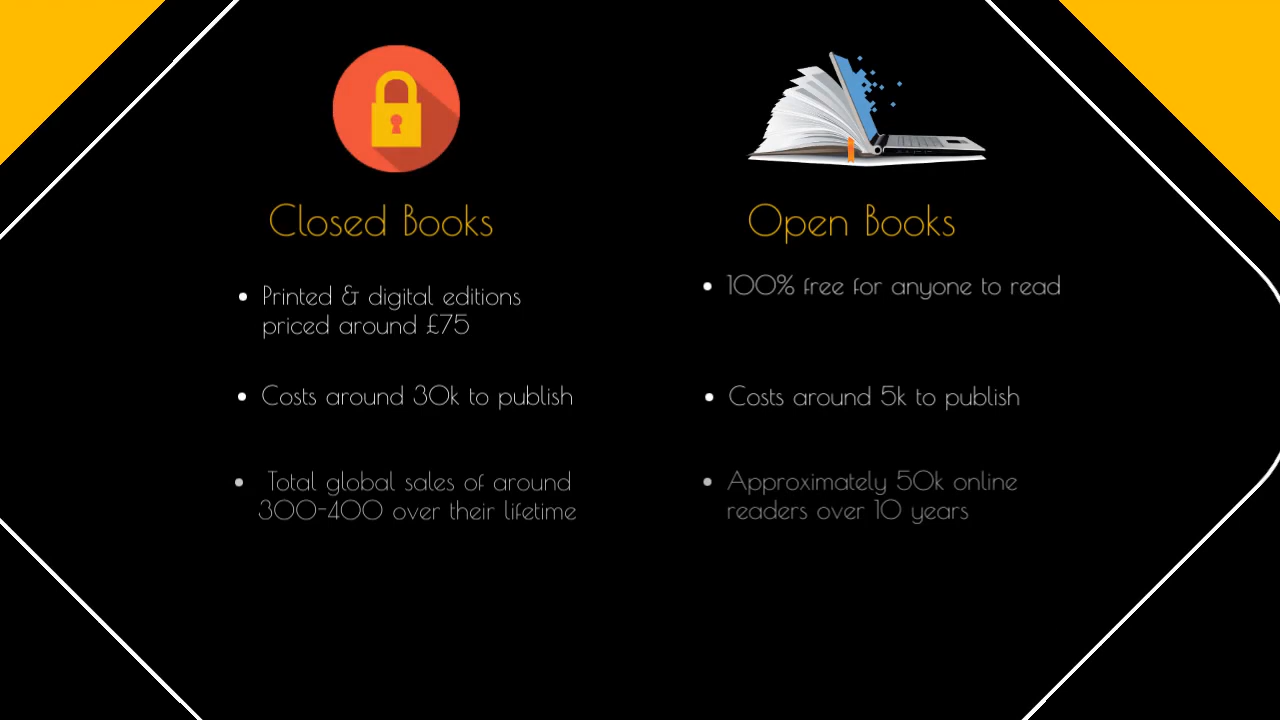 Closed Books
Printed & digital editions
priced around £75
Costs around 30k to publish
Total global sales of around
300-400 over their lifetime
Open Books
100% free for anyone to read
Costs around 5k to publish
Approximately 50k online
readers over 10 years